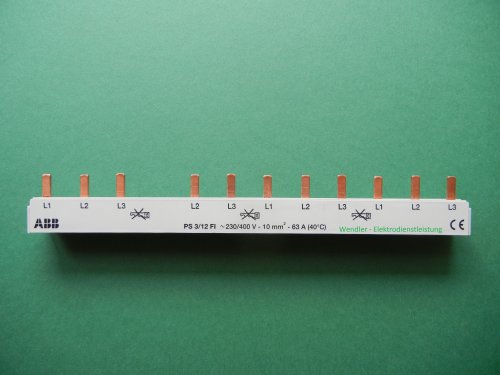 L1 L2 L3 L2 L3 L1 L2 L3 L1 L2 L3
ABB PS 3/12 FI ~230/400 V - 10 mm² - 63 A (40°C) Wendler - Elektrodienstleistung CE